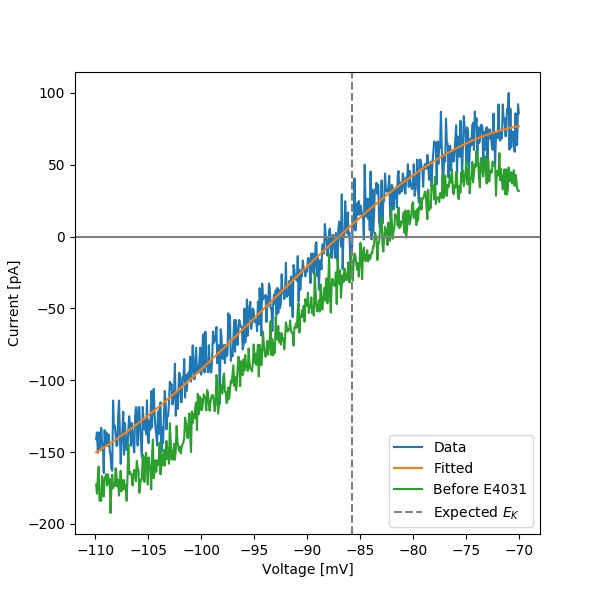 100
50
0
−50
−100
−150
−200
Current [pA]
Data
Fitted
Before E4031
Expected E_K
−110 −105 −100 −95 −90 −85 −80 −75 −70
Voltage [mV]